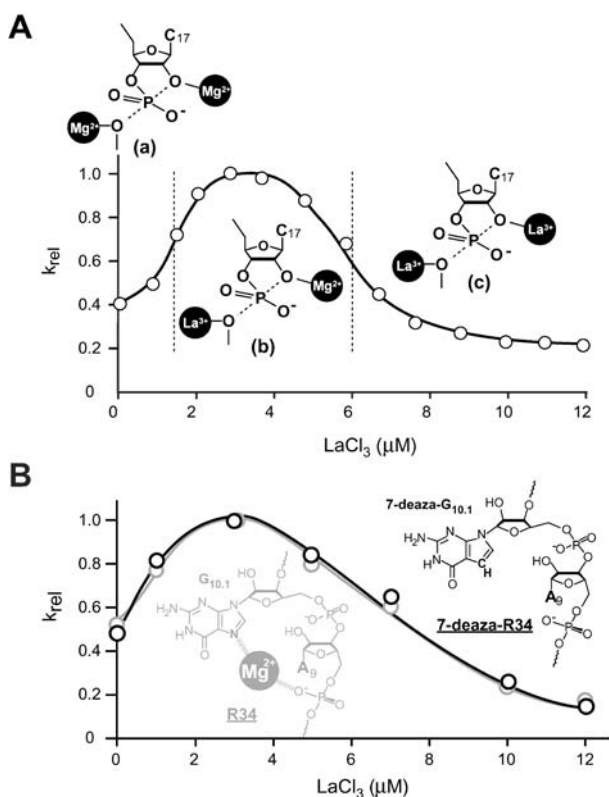 A
C17
O
O
O
O=P
O-
Mg2+
Mg2+
O
(a)
1.0
0.8
0.6
0.4
0.2
0
krel
C17
O
O
O
O=P
O-
Mg2+
La3+
O
(b)
C17
O
O
O
O=P
O-
La3+
La3+
O
(c)
0 2 4 6 8 10 12
LaCl3 (μM)
B
1.0
0.8
0.6
0.4
0.2
0
krel
G10.1
HO
O
O
N
N
H2N
N
HN
N
O
O
O
P
O
O-
HO
O
A9
Mg2+
O
-O
P
O
O
R34
7-deaza-G10.1
HO
O
O
N
N
H2N
HN
O
C
H
O
O
P
O
O-
HO
O
A9
O
-O
P
O
O
7-deaza-R34
0 2 4 6 8 10 12
LaCl3 (μM)